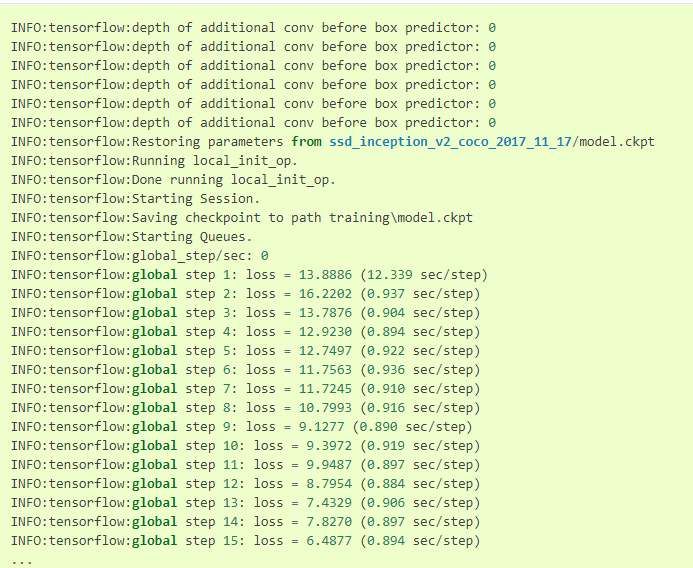 INFO:tensorflow:depth of additional conv before box predictor: 0
INFO:tensorflow:depth of additional conv before box predictor: 0
INFO:tensorflow:depth of additional conv before box predictor: 0
INFO:tensorflow:depth of additional conv before box predictor: 0
INFO:tensorflow:depth of additional conv before box predictor: 0
INFO:tensorflow:depth of additional conv before box predictor: 0
INFO:tensorflow:Restoring parameters from ssd_inception_v2_coco_2017_11_17/model.ckpt
INFO:tensorflow:Running local_init_op.
INFO:tensorflow:Done running local_init_op.
INFO:tensorflow:Starting Session.
INFO:tensorflow:Saving checkpoint to path training\model.ckpt
INFO:tensorflow:Starting Queues.
INFO:tensorflow:global_step/sec: 0
INFO:tensorflow:global step 1: loss = 13.8886 (12.339 sec/step)
INFO:tensorflow:global step 2: loss = 16.2202 (0.937 sec/step)
INFO:tensorflow:global step 3: loss = 13.7876 (0.904 sec/step)
INFO:tensorflow:global step 4: loss = 12.9230 (0.894 sec/step)
INFO:tensorflow:global step 5: loss = 12.7497 (0.922 sec/step)
INFO:tensorflow:global step 6: loss = 11.7563 (0.936 sec/step)
INFO:tensorflow:global step 7: loss = 11.7245 (0.910 sec/step)
INFO:tensorflow:global step 8: loss = 10.7993 (0.916 sec/step)
INFO:tensorflow:global step 9: loss = 9.1277 (0.890 sec/step)
INFO:tensorflow:global step 10: loss = 9.3972 (0.919 sec/step)
INFO:tensorflow:global step 11: loss = 9.9487 (0.897 sec/step)
INFO:tensorflow:global step 12: loss = 8.7954 (0.884 sec/step)
INFO:tensorflow:global step 13: loss = 7.4329 (0.906 sec/step)
INFO:tensorflow:global step 14: loss = 7.8270 (0.897 sec/step)
INFO:tensorflow:global step 15: loss = 6.4877 (0.894 sec/step)
...